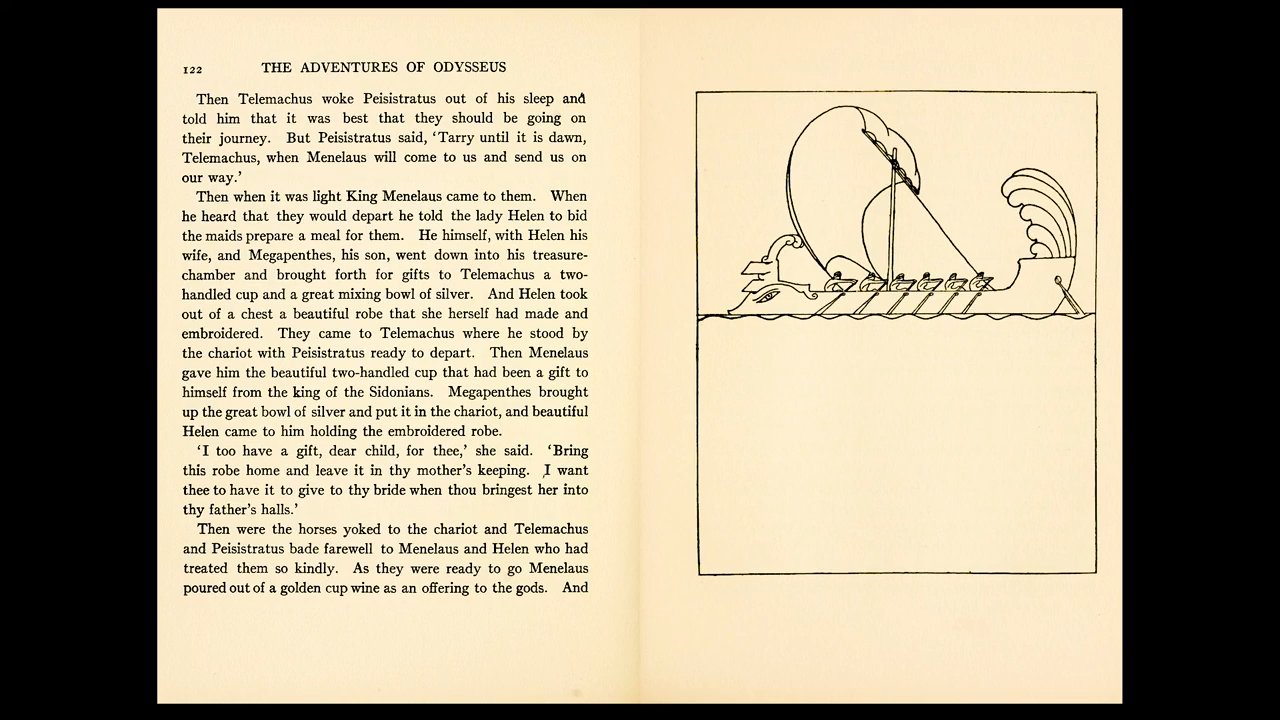 122 THE ADVENTURES OF ODYSSEUS
Then Telemachus woke Peisistratus out of his sleep and
told him that it was best that they should be going on
their journey. But Peisistratus said, ‘Tarry until it is dawn,
Telemachus, when Menelaus will come to us and send us on
our way.’
Then when it was light King Menelaus came to them. When
he heard that they would depart he told the lady Helen to bid
the maids prepare a meal for them. He himself, with Helen his
wife, and Megapenthes, his son, went down into his treasure-
chamber and brought forth for gifts to Telemachus a two-
handled cup and a great mixing bowl of silver. And Helen took
out of a chest a beautiful robe that she herself had made and
embroidered. They came to Telemachus where he stood by
the chariot with Peisistratus ready to depart. Then Menelaus
gave him the beautiful two-handled cup that had been a gift to
himself from the king of the Sidonians. Megapenthes brought
up the great bowl of silver and put it in the chariot, and beautiful
Helen came to him holding the embroidered robe.
‘I too have a gift, dear child, for thee,’ she said. ‘Bring
this robe home and leave it in thy mother’s keeping. I want
thee to have it to give to thy bride when thou bringest her into
thy father’s halls.’
Then were the horses yoked to the chariot and Telemachus
and Peisistratus bade farewell to Menelaus and Helen who had
treated them so kindly. As they were ready to go Menelaus
poured out of a golden cup wine as an offering to the gods. And